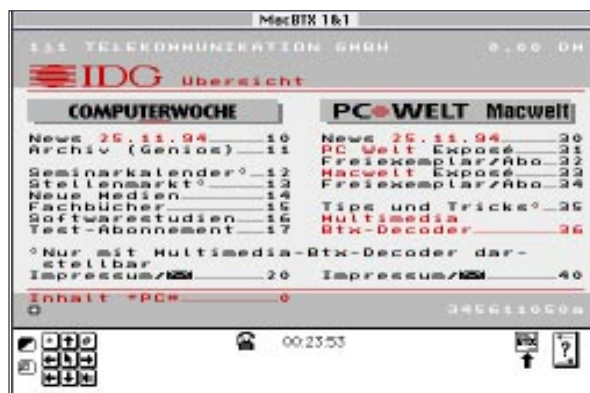 MacBTX 1&1
1&1 TELEKOMMUNIKATION GMBH 0,00 DM
IDG Übersicht
COMPUTERWOCHE
News 25.11.94 10
Archiv (Genios) 11
Seminarkalender° 12
Stellenmarkt° 13
Neue Medien 14
Fachbücher 15
Softwarestudien 16
Test-Abonnement 17
PC WELT Macwelt
News 25.11.94 30
PC Welt Exposé 31
Freiexemplar/Abo 32
Macwelt Exposé 33
Freiexemplar/Abo 34
Tips und Tricks° 35
Multimedia
Btx-Decoder 36
°Nur mit Multimedia-Btx-Decoder dar-
stellbar
Impressum/ 20 Impressum/ 40
Inhalt *PC# 0
345611050a
00:23:53
BTX
?